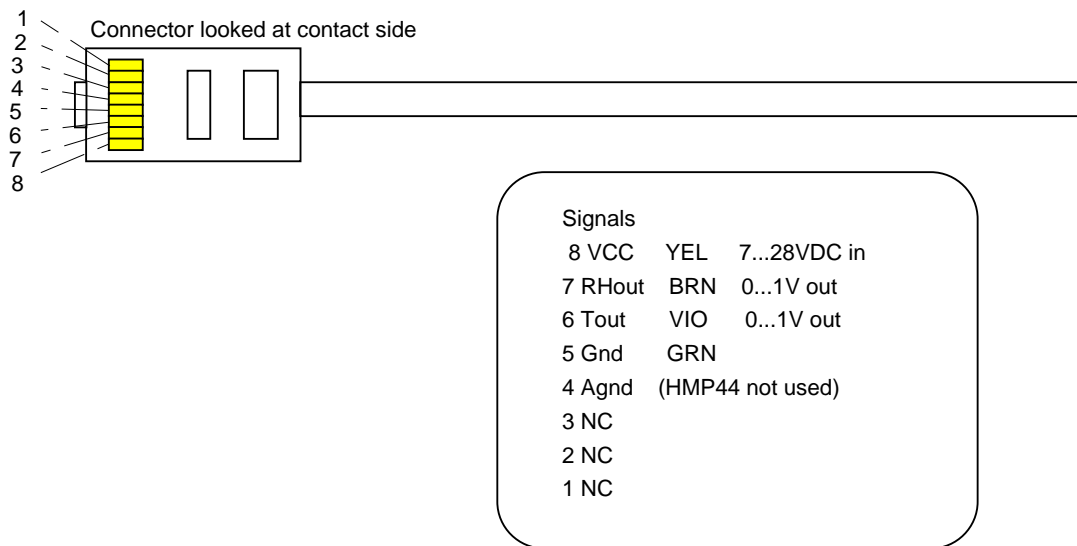 1
Connector looked at contact side
2
3
4
5
6
7
8
Signals
8 VCC YEL 7...28VDC in
7 RHout BRN 0...1V out
6 Tout VIO 0...1V out
5 Gnd GRN
4 Agnd (HMP44 not used)
3 NC
2 NC
1 NC